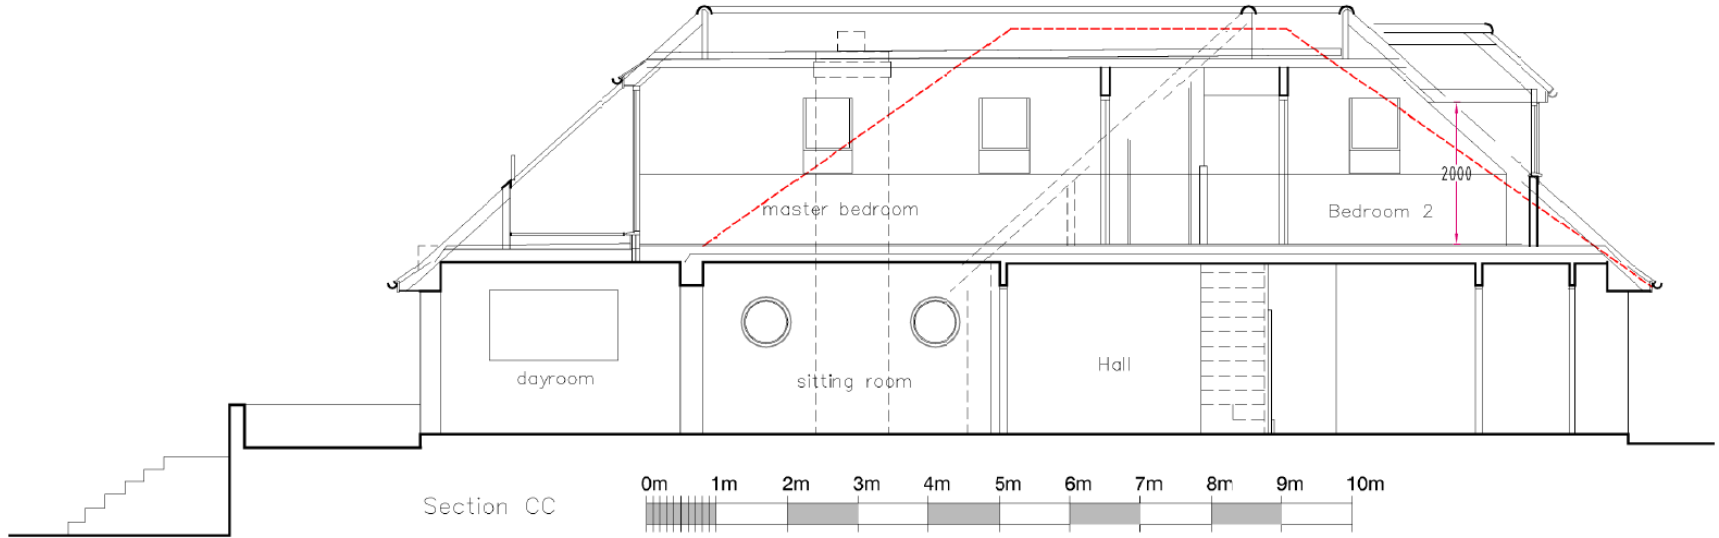 2000
master bedroom
Bedroom 2
dayroom
sitting room
Hall
Section CC
0m 1m 2m 3m 4m 5m 6m 7m 8m 9m 10m